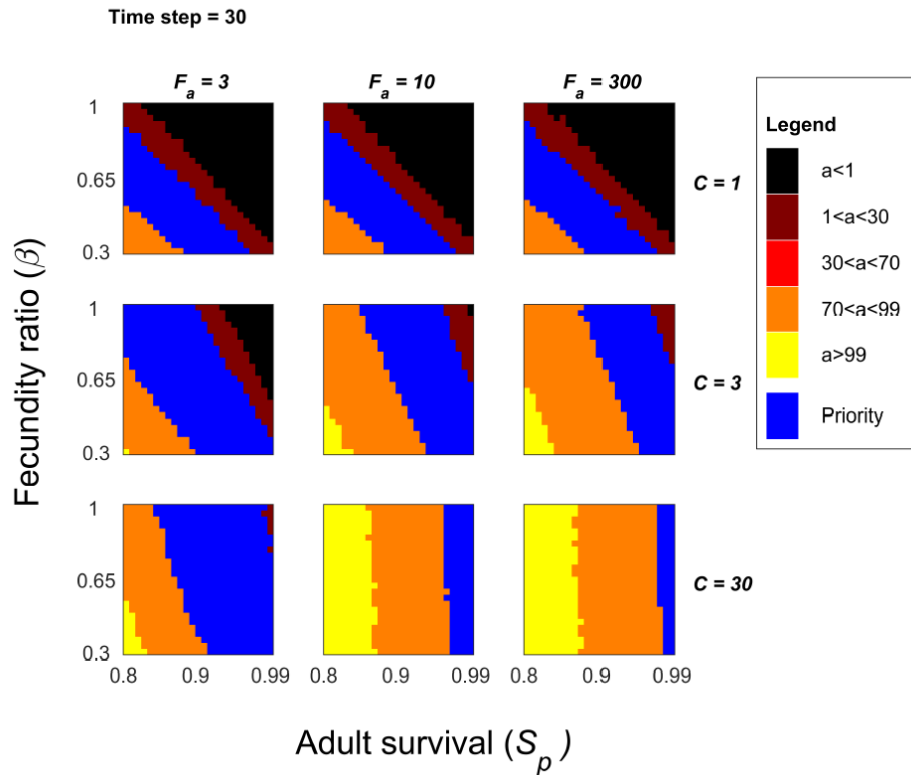 Time step = 30
F_a = 3
F_a = 10
F_a = 300
Legend
a<1
1<a<30
30<a<70
70<a<99
a>99
Priority
C = 1
C = 3
C = 30
Fecundity ratio (β)
1
0.65
0.3
1
0.65
0.3
1
0.65
0.3
0.8
0.9
0.99
0.8
0.9
0.99
0.8
0.9
0.99
Adult survival (S_p)